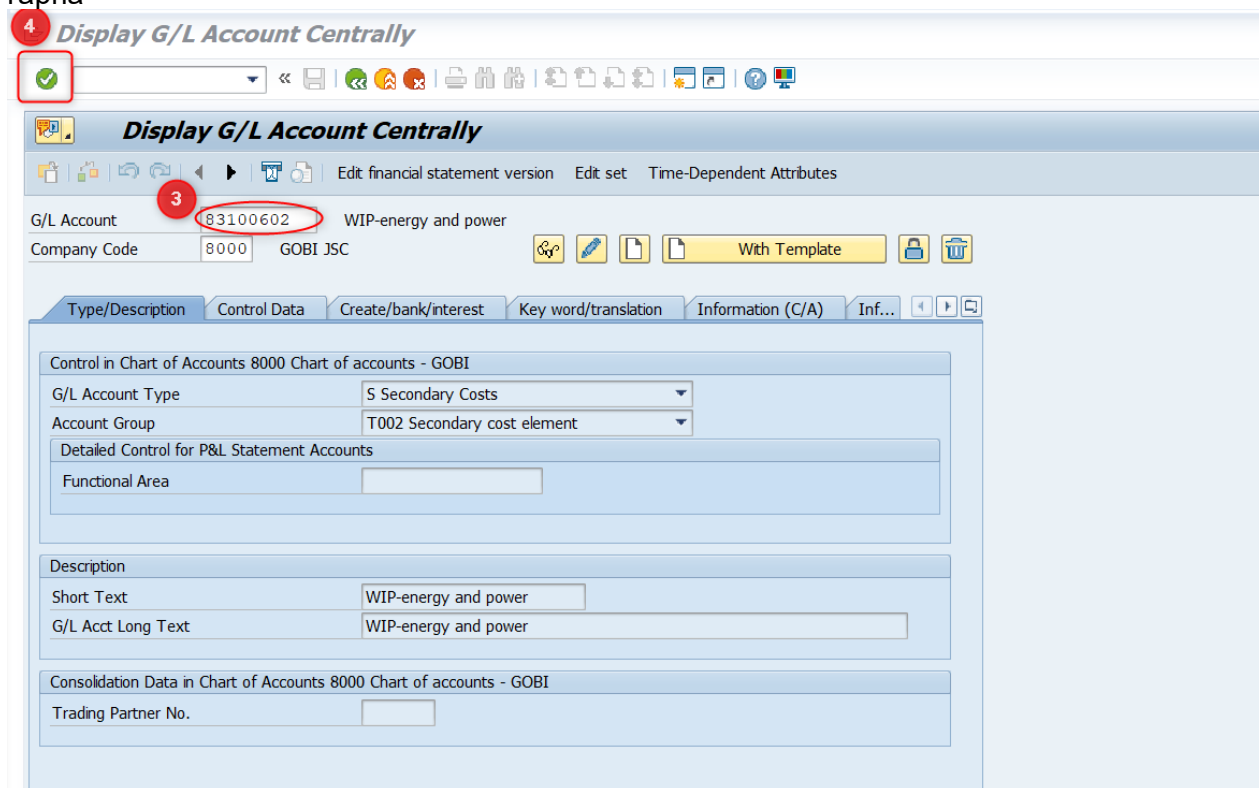 гарна
4 Display G/L Account Centrally
Display G/L Account Centrally
Edit financial statement version Edit set Time-Dependent Attributes
3
G/L Account 83100602 WIP-energy and power
Company Code 8000 GOBI JSC With Template
Type/Description Control Data Create/bank/interest Key word/translation Information (C/A) Inf...
Control in Chart of Accounts 8000 Chart of accounts - GOBI
G/L Account Type S Secondary Costs
Account Group T002 Secondary cost element
Detailed Control for P&L Statement Accounts
Functional Area
Description
Short Text WIP-energy and power
G/L Acct Long Text WIP-energy and power
Consolidation Data in Chart of Accounts 8000 Chart of accounts - GOBI
Trading Partner No.